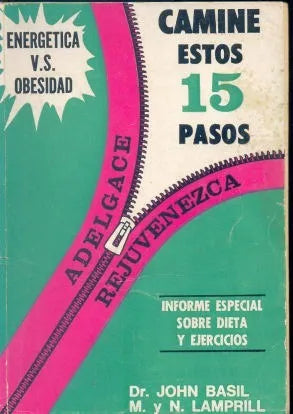 ENERGETICA
V.S.
OBESIDAD
CAMINE
ESTOS
15
PASOS
ADELGACE
REJUVENEZCA
INFORME ESPECIAL
SOBRE DIETA
Y EJERCICIOS
Dr. JOHN BASIL
M. y N. LAMPRILL